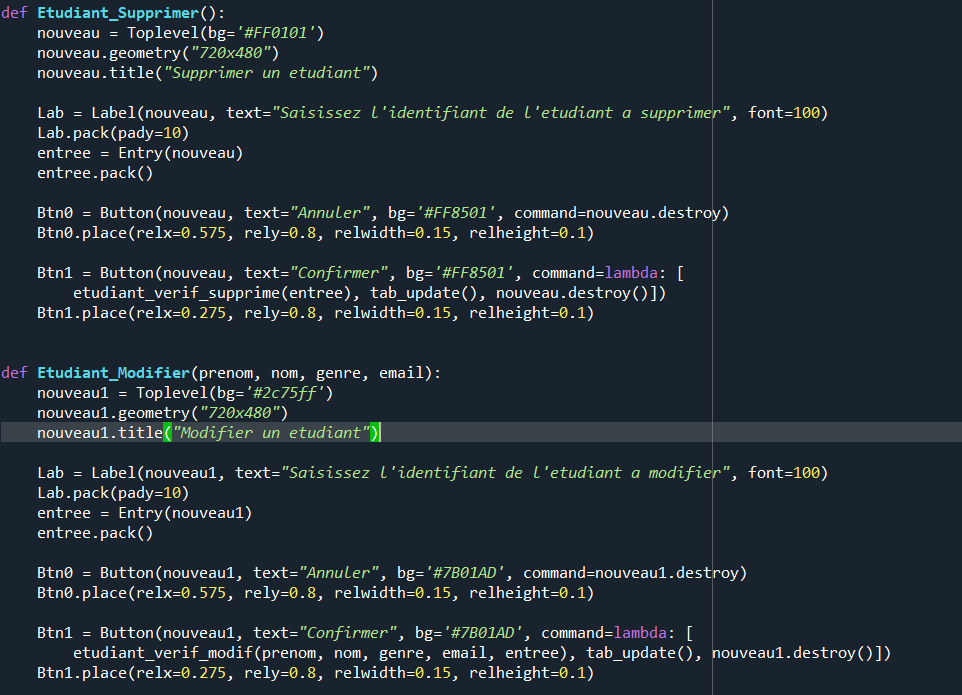 def Etudiant_Supprimer():
    nouveau = Toplevel(bg='#FF0101')
    nouveau.geometry("720x480")
    nouveau.title("Supprimer un etudiant")

    Lab = Label(nouveau, text="Saisissez l'identifiant de l'etudiant a supprimer", font=100)
    Lab.pack(pady=10)
    entree = Entry(nouveau)
    entree.pack()

    Btn0 = Button(nouveau, text="Annuler", bg='#FF8501', command=nouveau.destroy)
    Btn0.place(relx=0.575, rely=0.8, relwidth=0.15, relheight=0.1)

    Btn1 = Button(nouveau, text="Confirmer", bg='#FF8501', command=lambda: [
        etudiant_verif_supprime(entree), tab_update(), nouveau.destroy()])
    Btn1.place(relx=0.275, rely=0.8, relwidth=0.15, relheight=0.1)


def Etudiant_Modifier(prenom, nom, genre, email):
    nouveau1 = Toplevel(bg='#2c75ff')
    nouveau1.geometry("720x480")
    nouveau1.title("Modifier un etudiant")

    Lab = Label(nouveau1, text="Saisissez l'identifiant de l'etudiant a modifier", font=100)
    Lab.pack(pady=10)
    entree = Entry(nouveau1)
    entree.pack()

    Btn0 = Button(nouveau1, text="Annuler", bg='#7B01AD', command=nouveau1.destroy)
    Btn0.place(relx=0.575, rely=0.8, relwidth=0.15, relheight=0.1)

    Btn1 = Button(nouveau1, text="Confirmer", bg='#7B01AD', command=lambda: [
        etudiant_verif_modif(prenom, nom, genre, email, entree), tab_update(), nouveau1.destroy()])
    Btn1.place(relx=0.275, rely=0.8, relwidth=0.15, relheight=0.1)